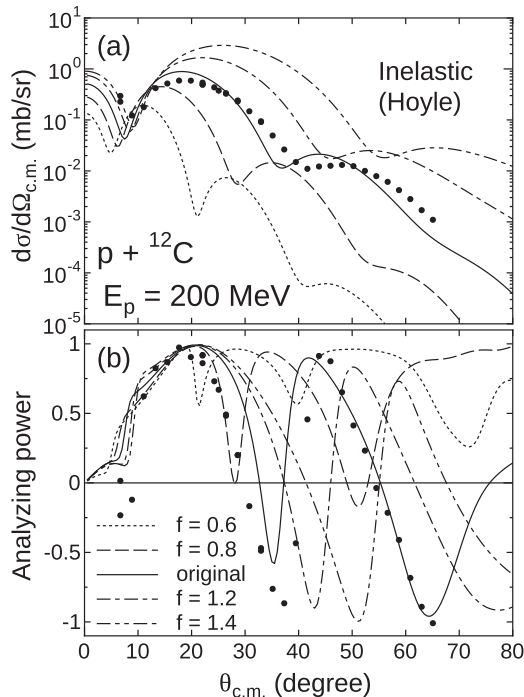 10¹
10⁰
10⁻¹
10⁻²
10⁻³
10⁻⁴
10⁻⁵
dσ/dΩc.m. (mb/sr)
(a)
Inelastic
(Hoyle)
p + ¹²C
Eₚ = 200 MeV
1
0.5
0
-0.5
-1
Analyzing power
(b)
f = 0.6
f = 0.8
original
f = 1.2
f = 1.4
0 10 20 30 40 50 60 70 80
θc.m. (degree)